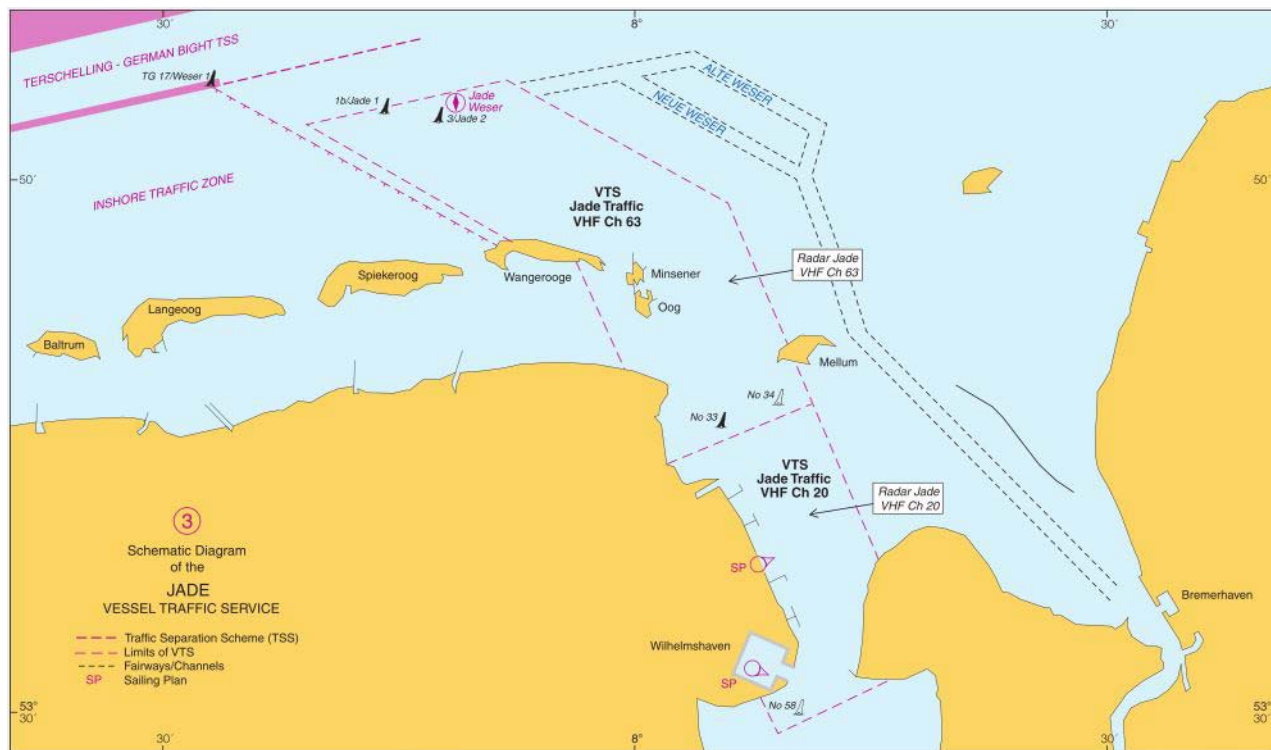 30´
8°
30´
TERSCHELLING - GERMAN BIGHT TSS
TG 17/Weser 1
1b/Jade 1
Jade
Weser
3/Jade 2
ALTE WESER
NEUE WESER
50´
50´
INSHORE TRAFFIC ZONE
VTS
Jade Traffic
VHF Ch 63
Radar Jade
VHF Ch 63
Spiekeroog
Wangerooge
Minsener
Oog
Langeoog
Baltrum
Mellum
No 34
No 33
VTS
Jade Traffic
VHF Ch 20
Radar Jade
VHF Ch 20
3
Schematic Diagram
of the
JADE
VESSEL TRAFFIC SERVICE
Traffic Separation Scheme (TSS)
Limits of VTS
Fairways/Channels
SP Sailing Plan
SP
Bremerhaven
Wilhelmshaven
SP
No 58
53°
30´
53°
30´
30´
8°
30´